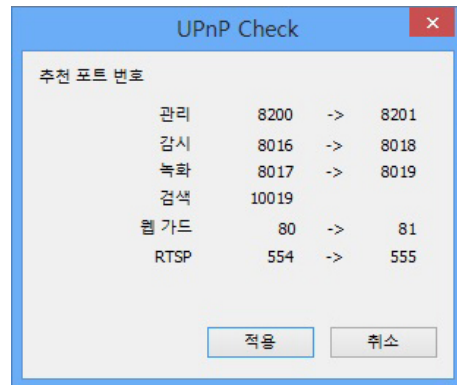 UPnP Check
추천 포트 번호
관리 8200 -> 8201
감시 8016 -> 8018
녹화 8017 -> 8019
검색 10019
웹 가드 80 -> 81
RTSP 554 -> 555
적용 취소